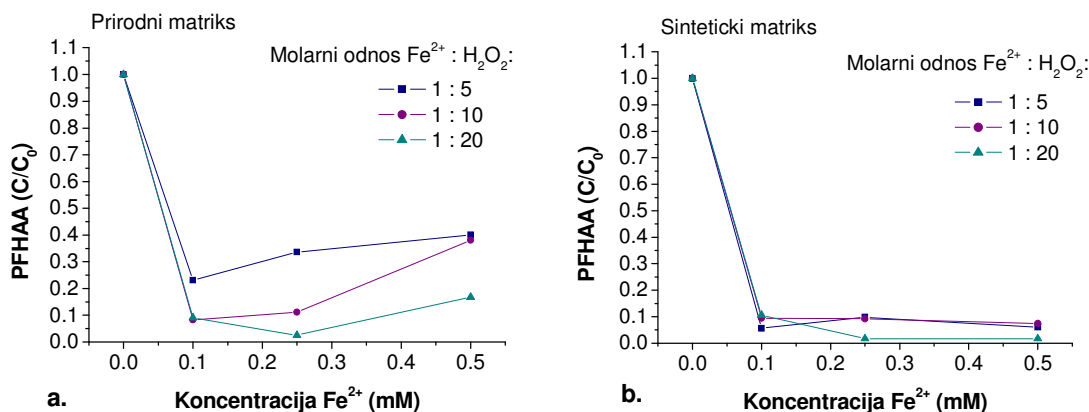 Prirodni matriks
Molarni odnos Fe²⁺ : H₂O₂:
1 : 5
1 : 10
1 : 20
PFHAA (C/C₀)
1.1
1.0
0.9
0.8
0.7
0.6
0.5
0.4
0.3
0.2
0.1
0.0
0.0 0.1 0.2 0.3 0.4 0.5
a. Koncentracija Fe²⁺ (mM)
Sinteticki matriks
Molarni odnos Fe²⁺ : H₂O₂:
1 : 5
1 : 10
1 : 20
PFHAA (C/C₀)
1.1
1.0
0.9
0.8
0.7
0.6
0.5
0.4
0.3
0.2
0.1
0.0
0.0 0.1 0.2 0.3 0.4 0.5
b. Koncentracija Fe²⁺ (mM)